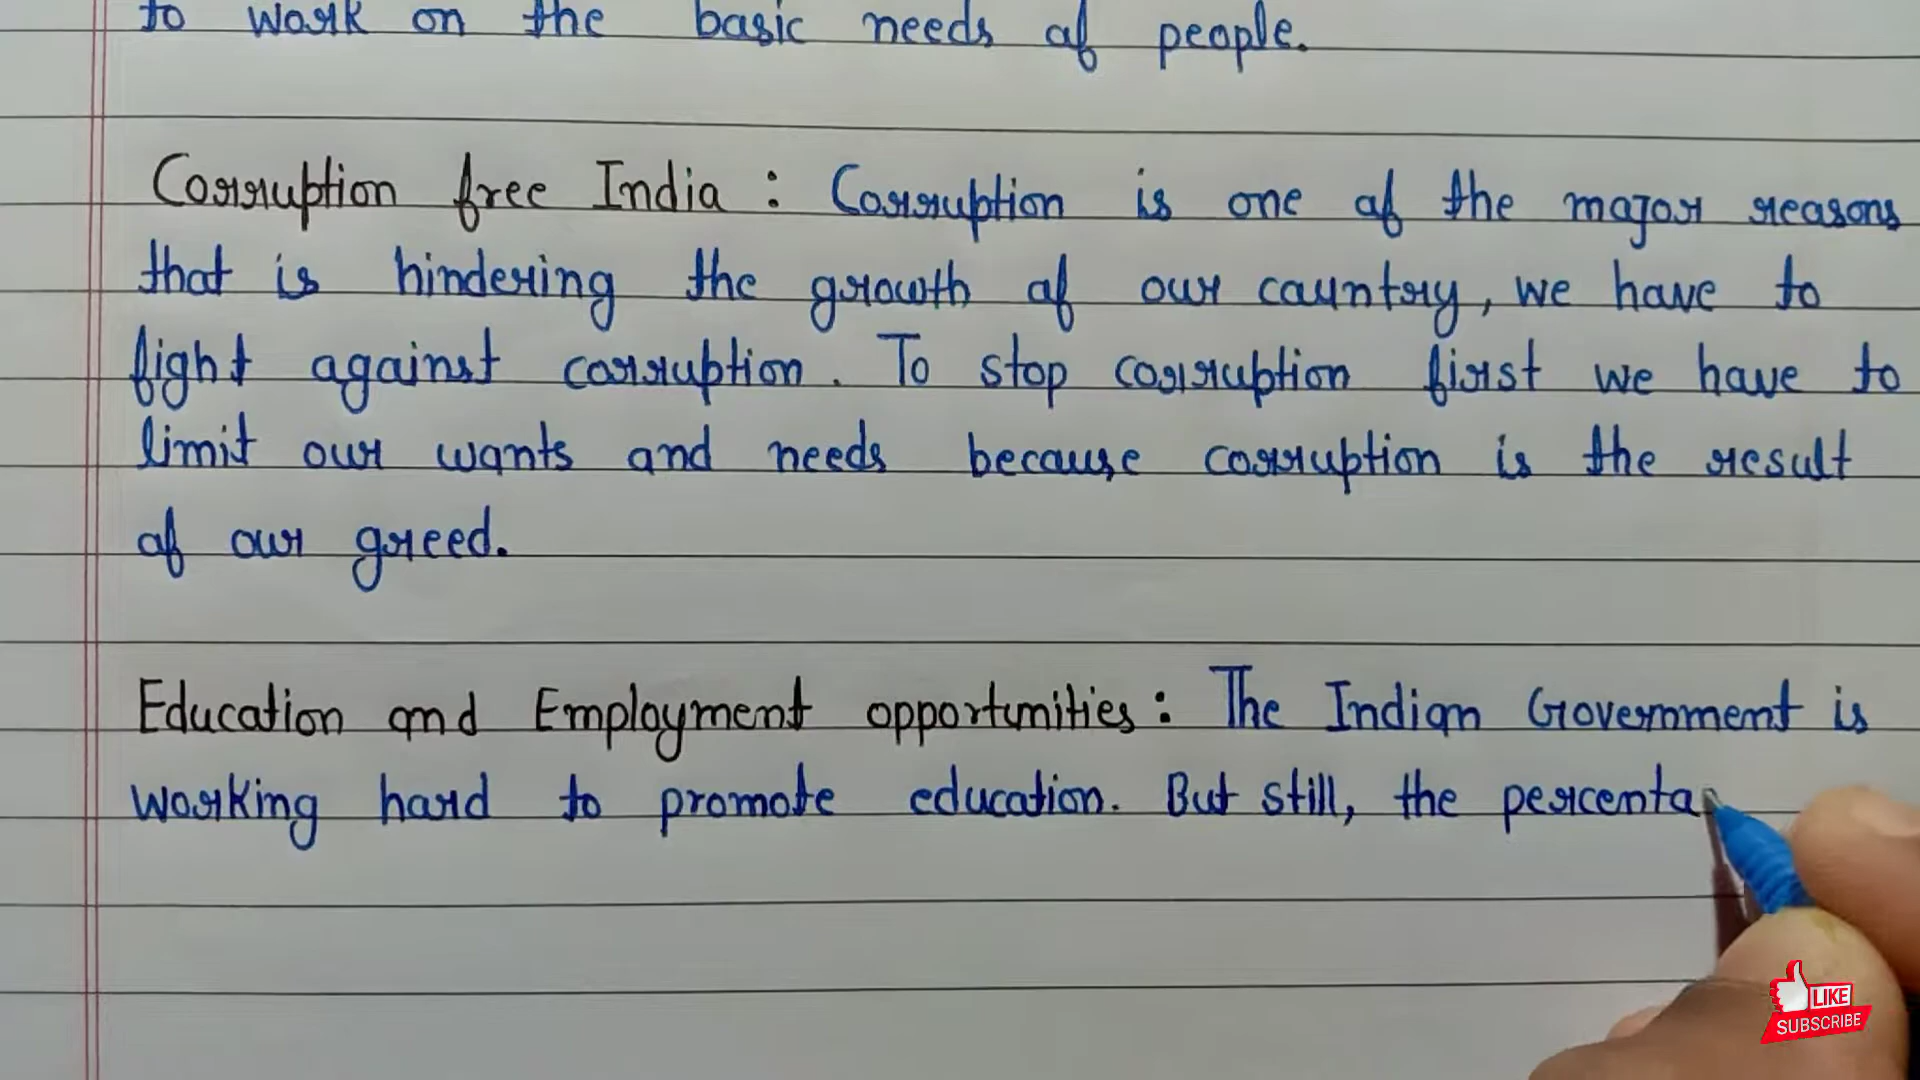 to work on the basic needs of people.
Corruption free India : Corruption is one of the major reasons
that is hindering the growth of our country, we have to
fight against corruption. To stop corruption first we have to
limit our wants and needs because corruption is the result
of our greed.
Education and Employment opportunities : The Indian Government is
working hard to promote education. But still, the percenta
LIKE
SUBSCRIBE